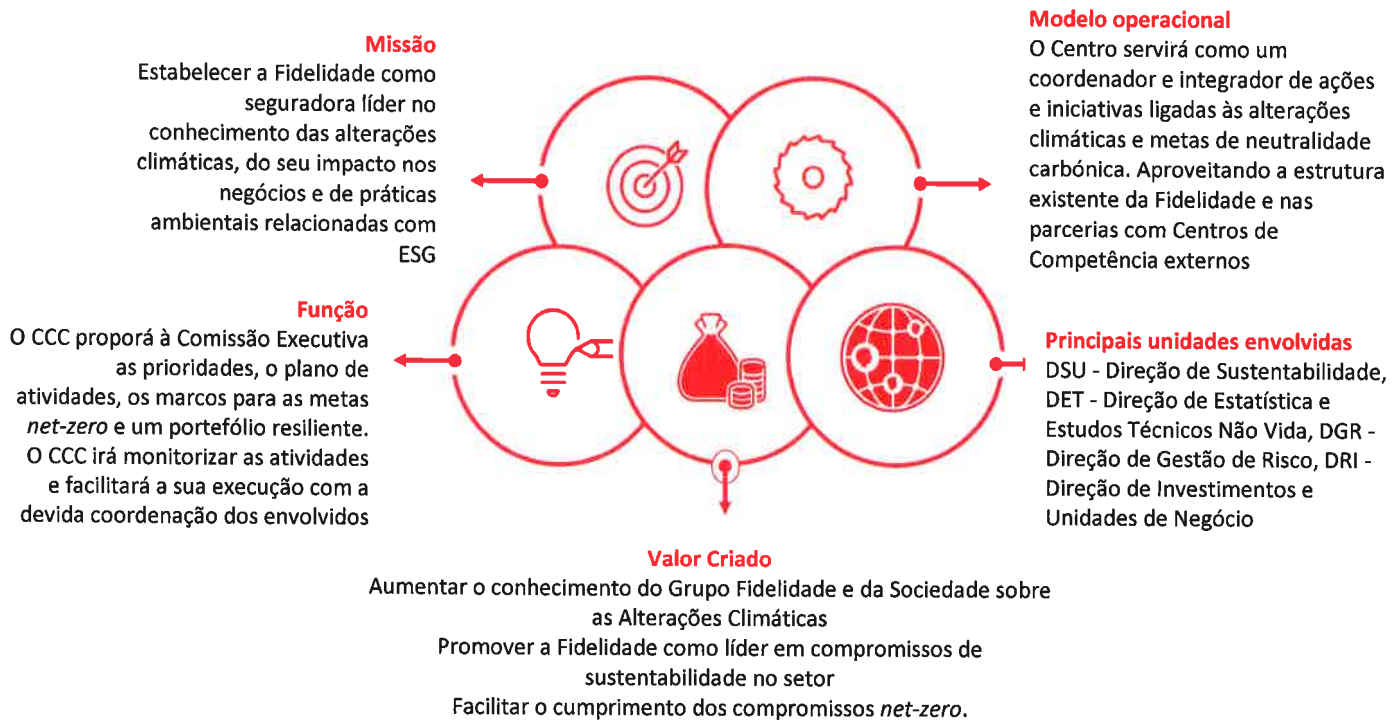 Missão
Estabelecer a Fidelidade como
seguradora líder no
conhecimento das alterações
climáticas, do seu impacto nos
negócios e de práticas
ambientais relacionadas com
ESG
Modelo operacional
O Centro servirá como um
coordenador e integrador de ações
e iniciativas ligadas às alterações
climáticas e metas de neutralidade
carbónica. Aproveitando a estrutura
existente da Fidelidade e nas
parcerias com Centros de
Competência externos
Função
O CCC proporá à Comissão Executiva
as prioridades, o plano de
atividades, os marcos para as metas
net-zero e um portefólio resiliente.
O CCC irá monitorizar as atividades
e facilitará a sua execução com a
devida coordenação dos envolvidos
Principais unidades envolvidas
DSU - Direção de Sustentabilidade,
DET - Direção de Estatística e
Estudos Técnicos Não Vida, DGR -
Direção de Gestão de Risco, DRI -
Direção de Investimentos e
Unidades de Negócio
Valor Criado
Aumentar o conhecimento do Grupo Fidelidade e da Sociedade sobre
as Alterações Climáticas
Promover a Fidelidade como líder em compromissos de
sustentabilidade no setor
Facilitar o cumprimento dos compromissos net-zero.